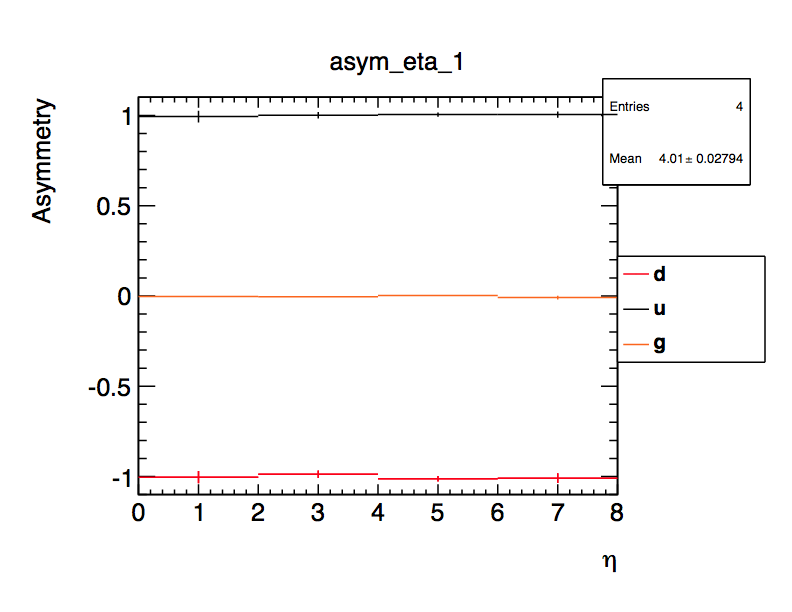 asym_eta_1
Asymmetry
Entries 4
Mean 4.01± 0.02794
1
0.5
0
-0.5
-1
d
u
g
0 1 2 3 4 5 6 7 8
η